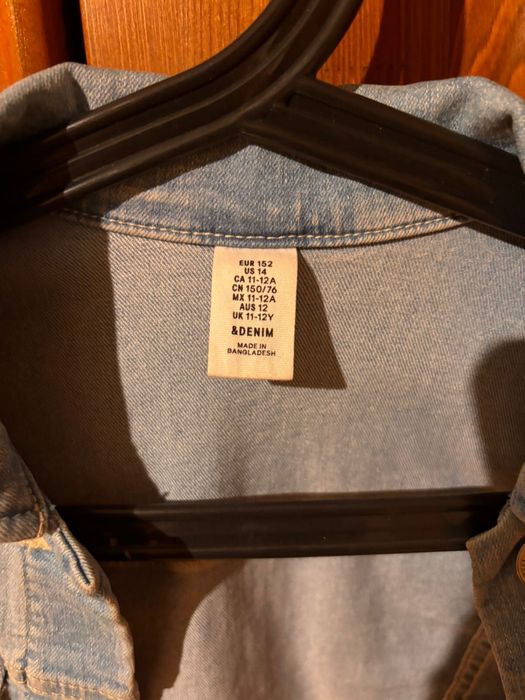 EUR 152
US 14
CA 11-12A
CN 150/76
MX 11-12A
AUS 12
UK 11-12Y
&DENIM
MADE IN
BANGLADESH